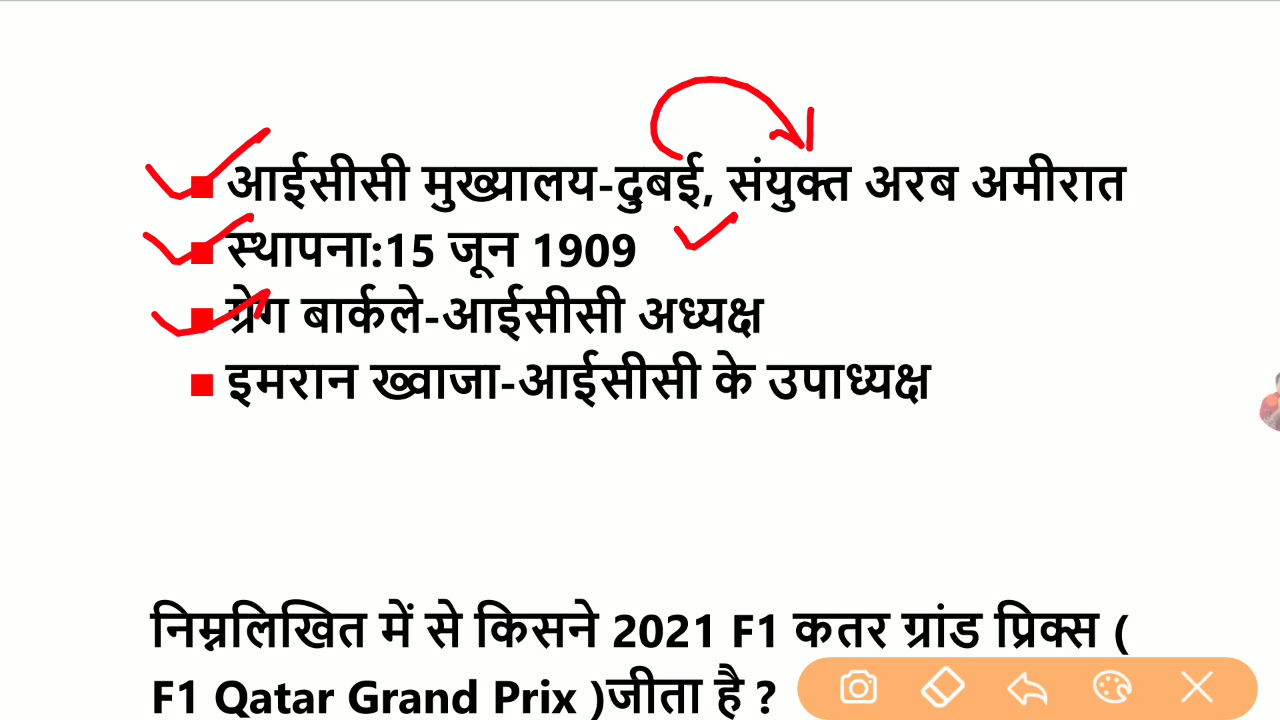 ■ आईसीसी मुख्यालय-दुबई, संयुक्त अरब अमीरात
■ स्थापना:15 जून 1909
■ ग्रेग बार्कले-आईसीसी अध्यक्ष
■ इमरान ख्वाजा-आईसीसी के उपाध्यक्ष
निम्नलिखित में से किसने 2021 F1 कतर ग्रांड प्रिक्स (
F1 Qatar Grand Prix )जीता है ?